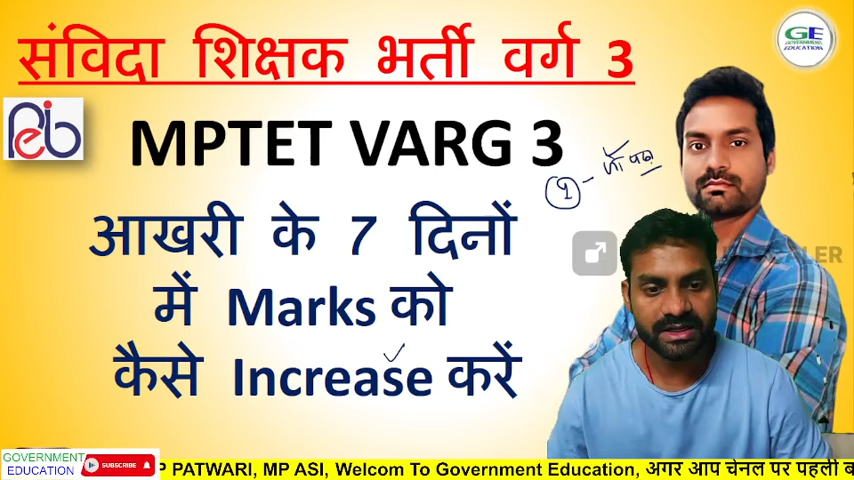 संविदा शिक्षक भर्ती वर्ग 3
GE
GOVERNMENT
EDUCATION
Peb
MPTET VARG 3
आखरी के 7 दिनों
में Marks को
कैसे Increase करें
GOVERNMENT
EDUCATION
SUBSCRIBE
P PATWARI, MP ASI, Welcom To Government Education, अगर आप चेनल पर पहली ब